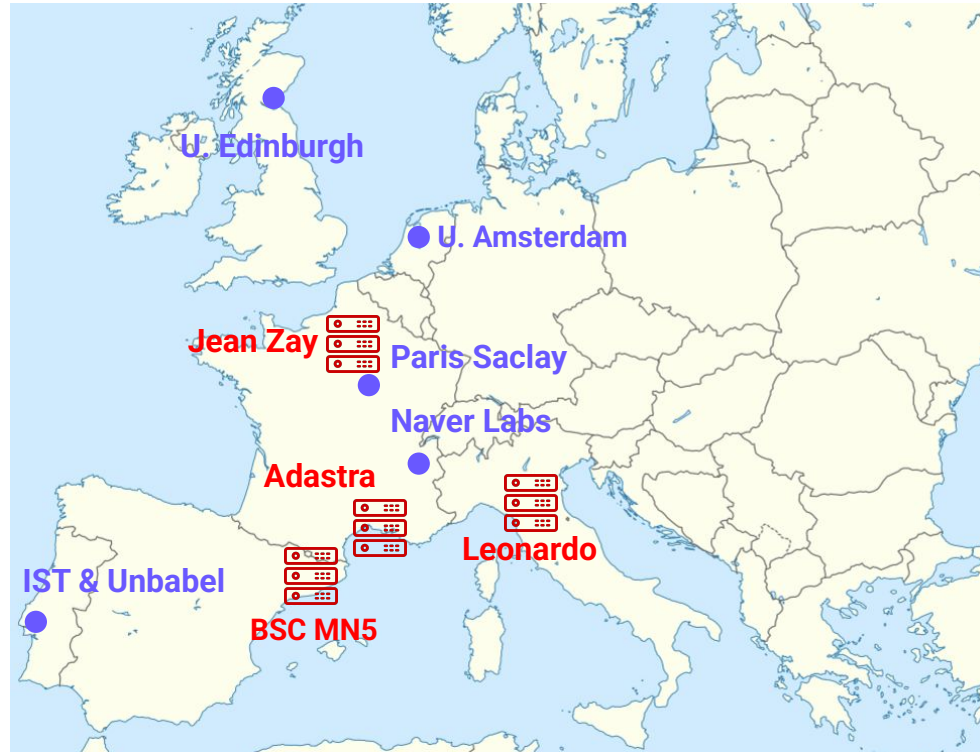 U. Edinburgh
U. Amsterdam
Jean Zay
Paris Saclay
Naver Labs
Adastra
Leonardo
IST & Unbabel
BSC MN5